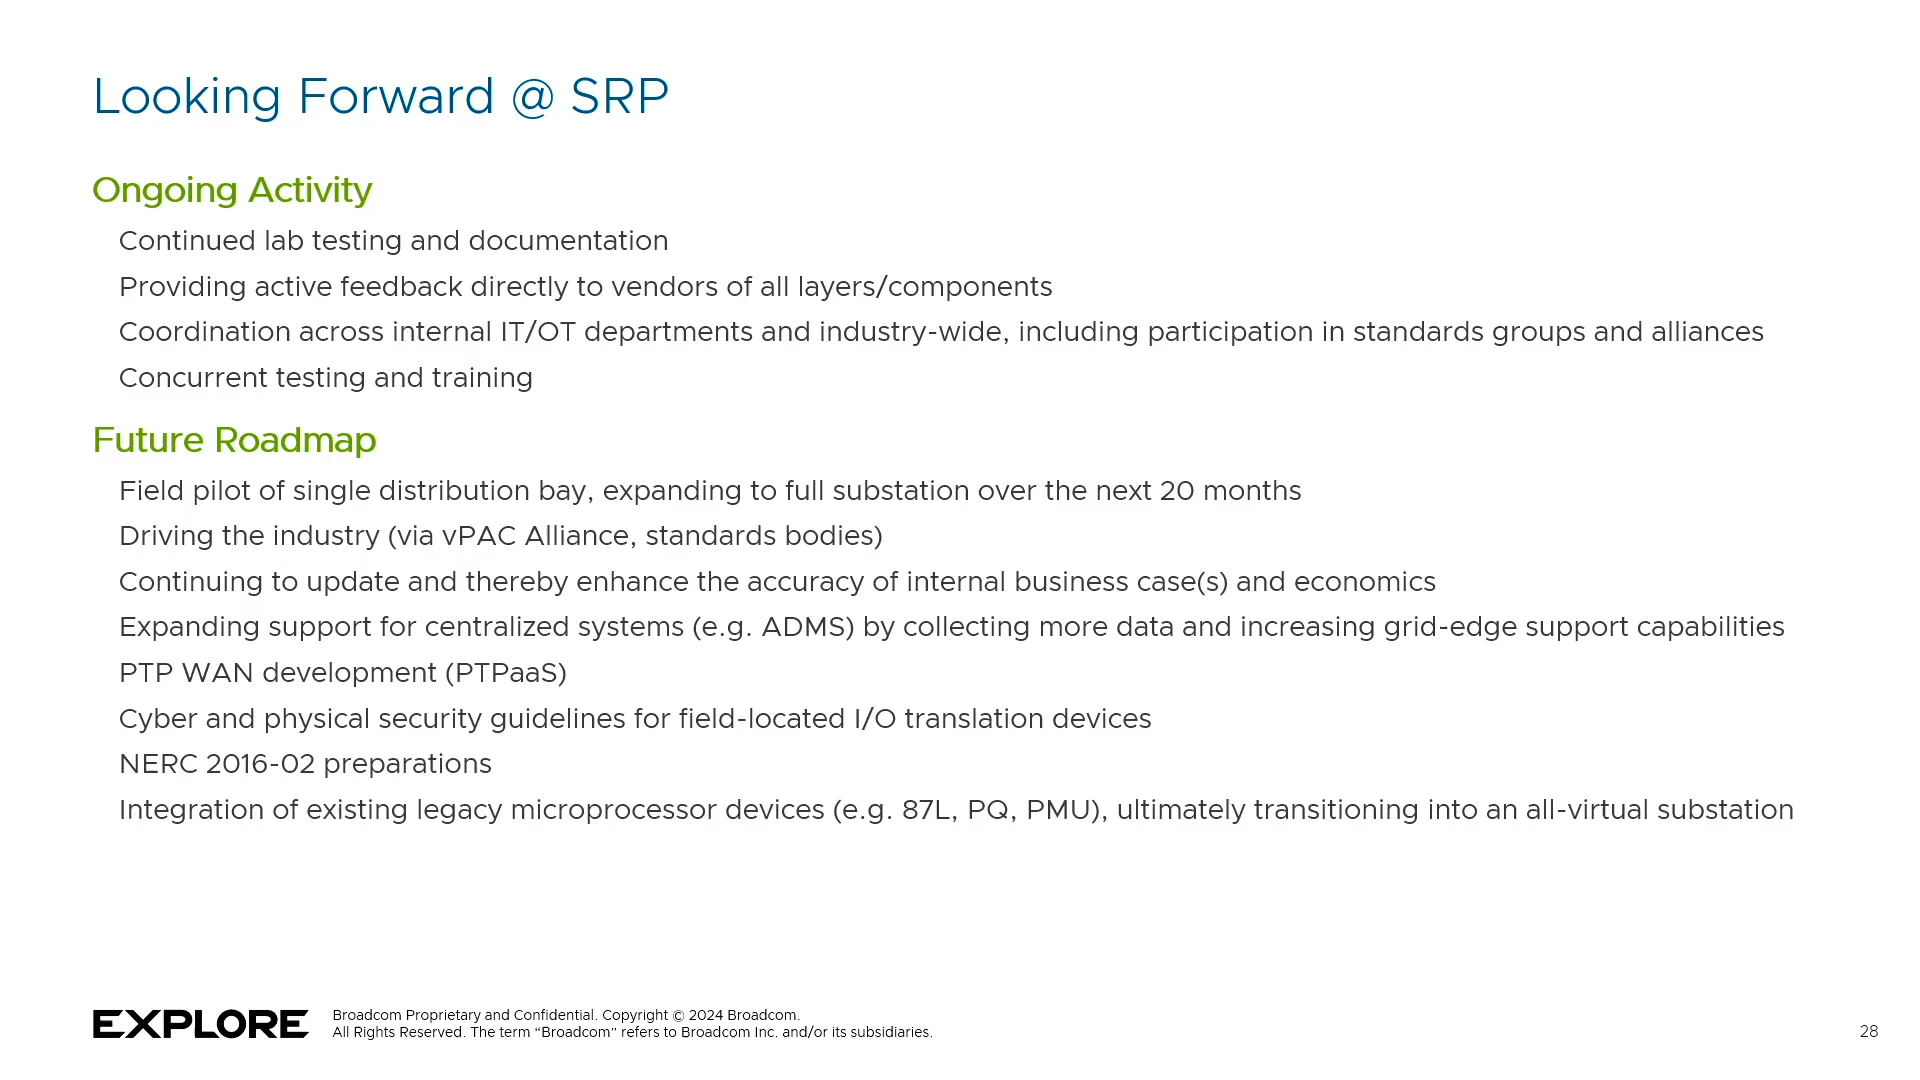 Looking Forward @ SRP
Ongoing Activity
Continued lab testing and documentation
Providing active feedback directly to vendors of all layers/components
Coordination across internal IT/OT departments and industry-wide, including participation in standards groups and alliances
Concurrent testing and training
Future Roadmap
Field pilot of single distribution bay, expanding to full substation over the next 20 months
Driving the industry (via vPAC Alliance, standards bodies)
Continuing to update and thereby enhance the accuracy of internal business case(s) and economics
Expanding support for centralized systems (e.g. ADMS) by collecting more data and increasing grid-edge support capabilities
PTP WAN development (PTPaaS)
Cyber and physical security guidelines for field-located I/O translation devices
NERC 2016-02 preparations
Integration of existing legacy microprocessor devices (e.g. 87L, PQ, PMU), ultimately transitioning into an all-virtual substation
EXPLORE
Broadcom Proprietary and Confidential. Copyright © 2024 Broadcom.
All Rights Reserved. The term “Broadcom” refers to Broadcom Inc. and/or its subsidiaries.
28